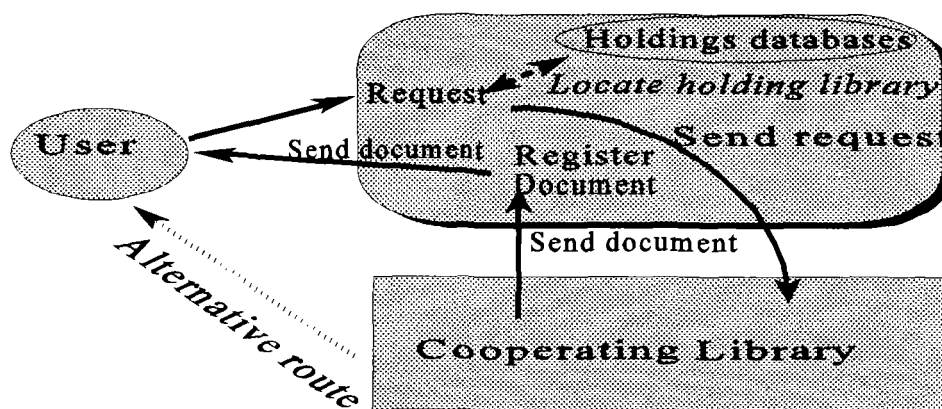 Holdings databases
Request
Locate holding library
User
Send request
Send document
Register
Document
Send document
Alternative route
Cooperating Library